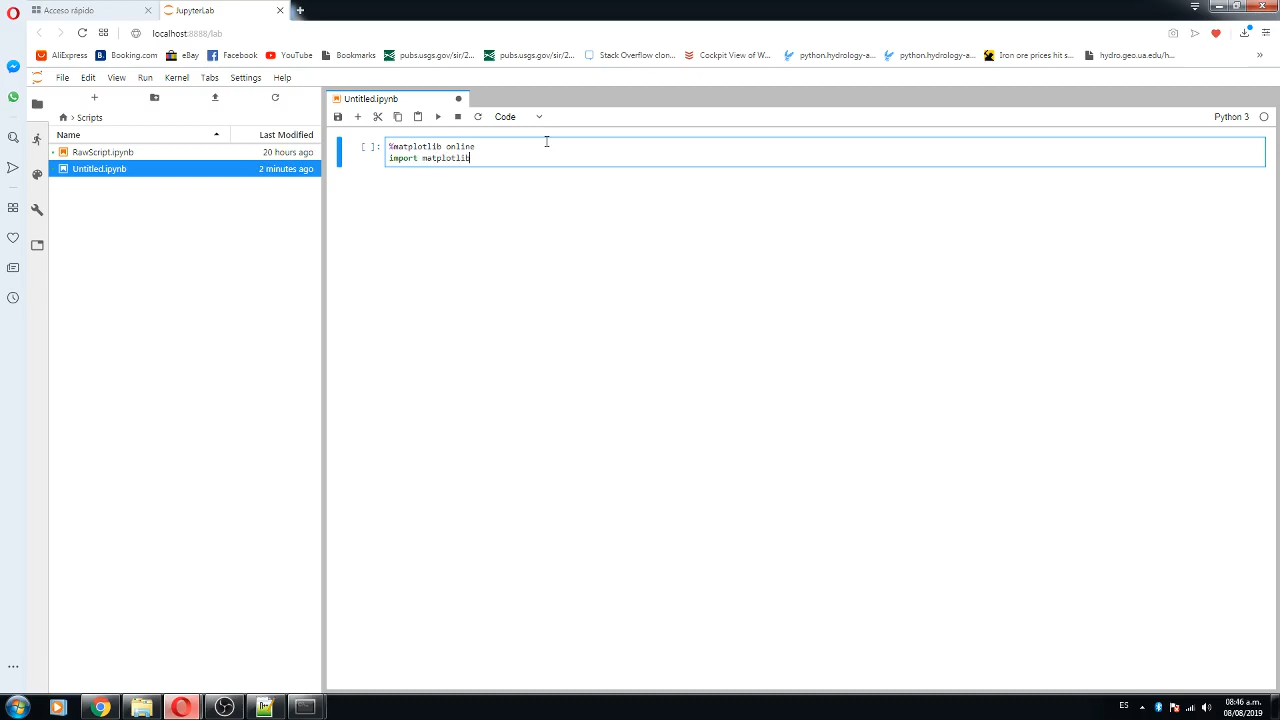 Acceso rápido
JupyterLab
localhost:8888/lab
AliExpress
Booking.com
eBay
Facebook
YouTube
Bookmarks
pubs.usgs.gov/sir/2...
pubs.usgs.gov/sir/2...
Stack Overflow clon...
Cockpit View of W...
python.hydrology-a...
python.hydrology-a...
Iron ore prices hit s...
hydro.geo.ua.edu/h...
File Edit View Run Kernel Tabs Settings Help
Scripts
Name Last Modified
RawScript.ipynb 20 hours ago
Untitled.ipynb 2 minutes ago
Untitled.ipynb
Code
Python 3
[ ]:
%matplotlib online
import matplotlib
ES
08:46 a.m.
08/08/2019